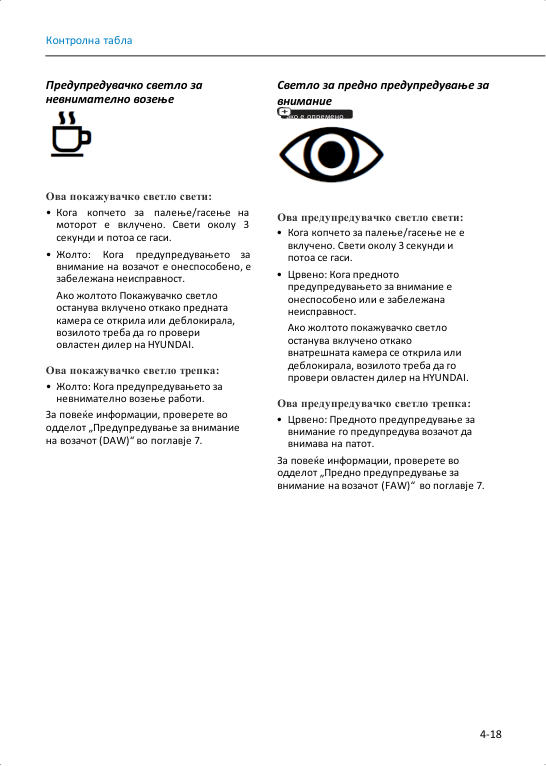 Контролна табла
Предупредувачко светло за
невнимателно возење
Ова покажувачко светло свети:
• Кога копчето за палење/гасење на
моторот е вклучено. Свети околу 3
секунди и потоа се гаси.
• Жолто: Кога предупредувањето за
внимание на возачот е онеспособено, е
забележана неисправност.
Ако жолтото Покажувачко светло
останува вклучено откако предната
камера се открила или деблокирала,
возилото треба да го провери
овластен дилер на HYUNDAI.
Ова покажувачко светло трепка:
• Жолто: Кога предупредувањето за
невнимателно возење работи.
За повеќе информации, проверете во
одделот „Предупредување за внимание
на возачот (DAW)“ во поглавје 7.
Светло за предно предупредување за
внимание
ако е опремено
Ова предупредувачко светло свети:
• Кога копчето за палење/гасење не е
вклучено. Свети околу 3 секунди и
потоа се гаси.
• Црвено: Кога предното
предупредувањето за внимание е
онеспособено или е забележана
неисправност.
Ако жолтото покажувачко светло
останува вклучено откако
внатрешната камера се открила или
деблокирала, возилото треба да го
провери овластен дилер на HYUNDAI.
Ова предупредувачко светло трепка:
• Црвено: Предното предупредување за
внимание го предупредува возачот да
внимава на патот.
За повеќе информации, проверете во
одделот „Предно предупредување за
внимание на возачот (FAW)“ во поглавје 7.
4-18